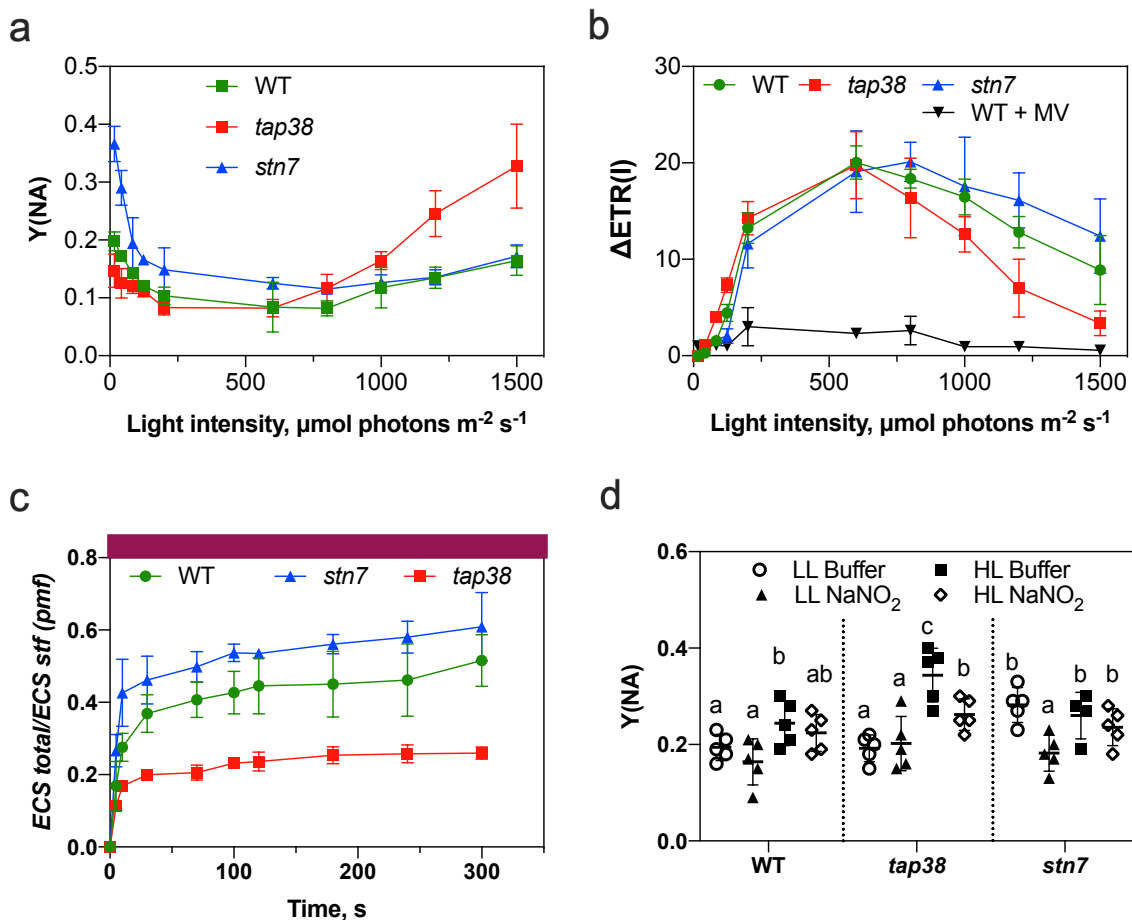 a
0.5
0.4
0.3
0.2
0.1
0.0
Y(NA)
WT
tap38
stn7
0 500 1000 1500
Light intensity, µmol photons m-2 s-1
b
30
20
10
0
ΔETR(I)
WT tap38 stn7
WT + MV
0 500 1000 1500
Light intensity, µmol photons m-2 s-1
c
0.8
0.6
0.4
0.2
0.0
ECS total/ECS stf (pmf)
WT stn7 tap38
0 100 200 300
Time, s
d
0.6
0.4
0.2
0.0
Y(NA)
LL Buffer HL Buffer
LL NaNO2 HL NaNO2
a a b ab a a c b b a b b
WT tap38 stn7